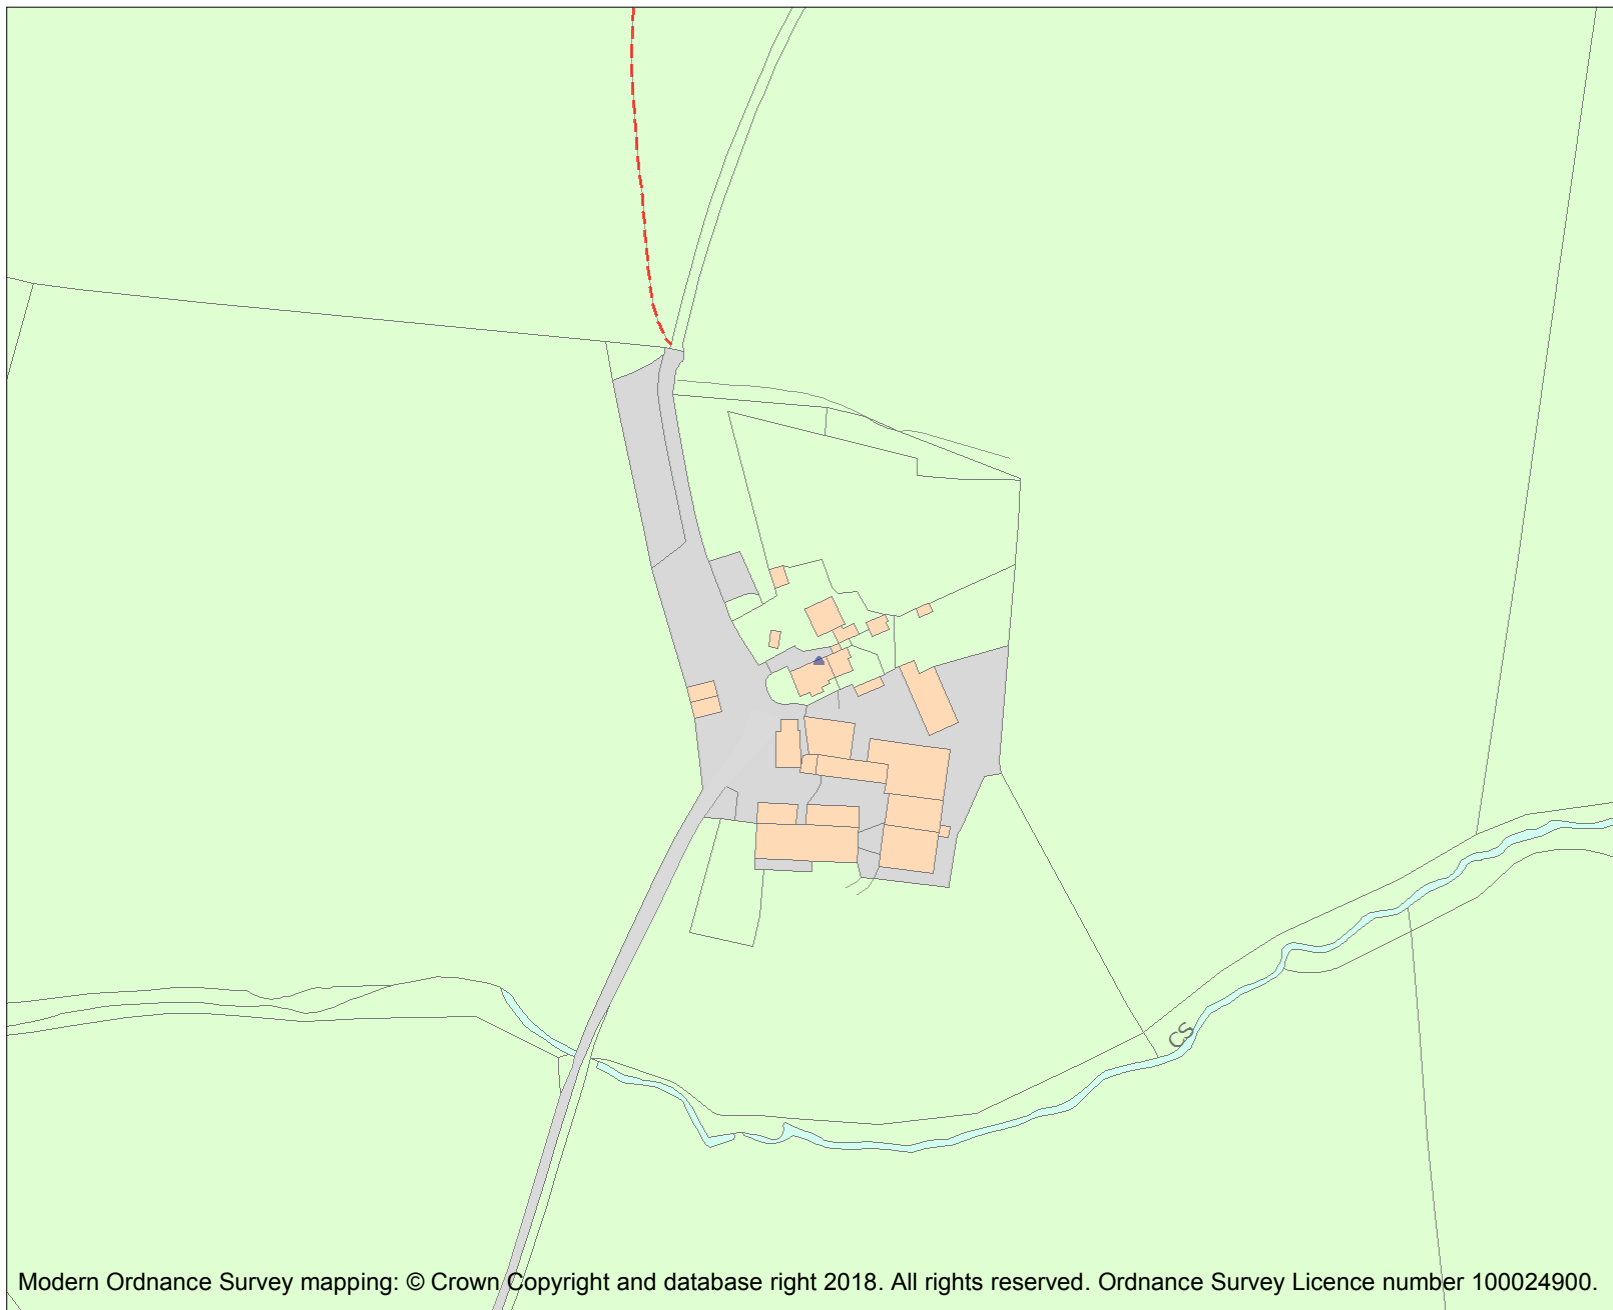 CS
Modern Ordnance Survey mapping: © Crown Copyright and database right 2018. All rights reserved. Ordnance Survey Licence number 100024900.